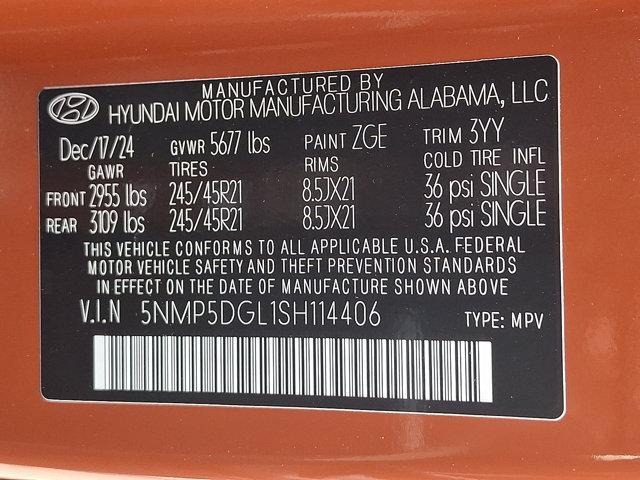 MANUFACTURED BY
HYUNDAI MOTOR MANUFACTURING ALABAMA, LLC
Dec/17/24 GVWR 5677 lbs PAINT ZGE TRIM 3YY
GAWR TIRES RIMS COLD TIRE INFL
FRONT 2955 lbs 245/45R21 8.5JX21 36 psi SINGLE
REAR 3109 lbs 245/45R21 8.5JX21 36 psi SINGLE
THIS VEHICLE CONFORMS TO ALL APPLICABLE U.S.A. FEDERAL
MOTOR VEHICLE SAFETY AND THEFT PREVENTION STANDARDS
IN EFFECT ON THE DATE OF MANUFACTURE SHOWN ABOVE
V.I.N 5NMP5DGL1SH114406 TYPE: MPV